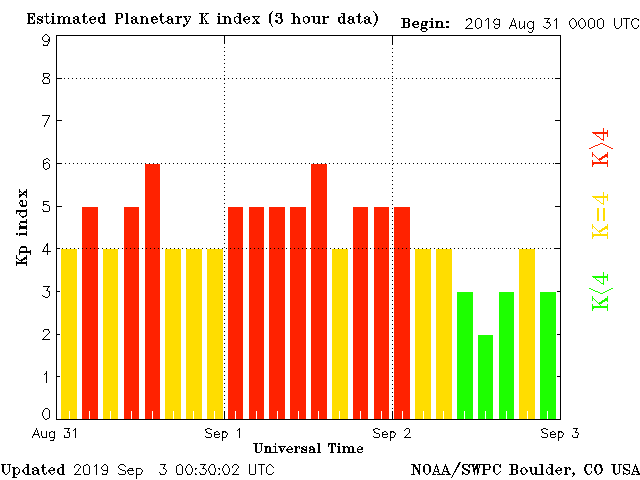 Estimated Planetary K index (3 hour data) Begin: 2019 Aug 31 0000 UTC
9
8
7
6
5
4
3
2
1
0
Kp index
K>4
K=4
K<4
Aug 31 Sep 1 Sep 2 Sep 3
Universal Time
Updated 2019 Sep 3 00:30:02 UTC NOAA/SWPC Boulder, CO USA